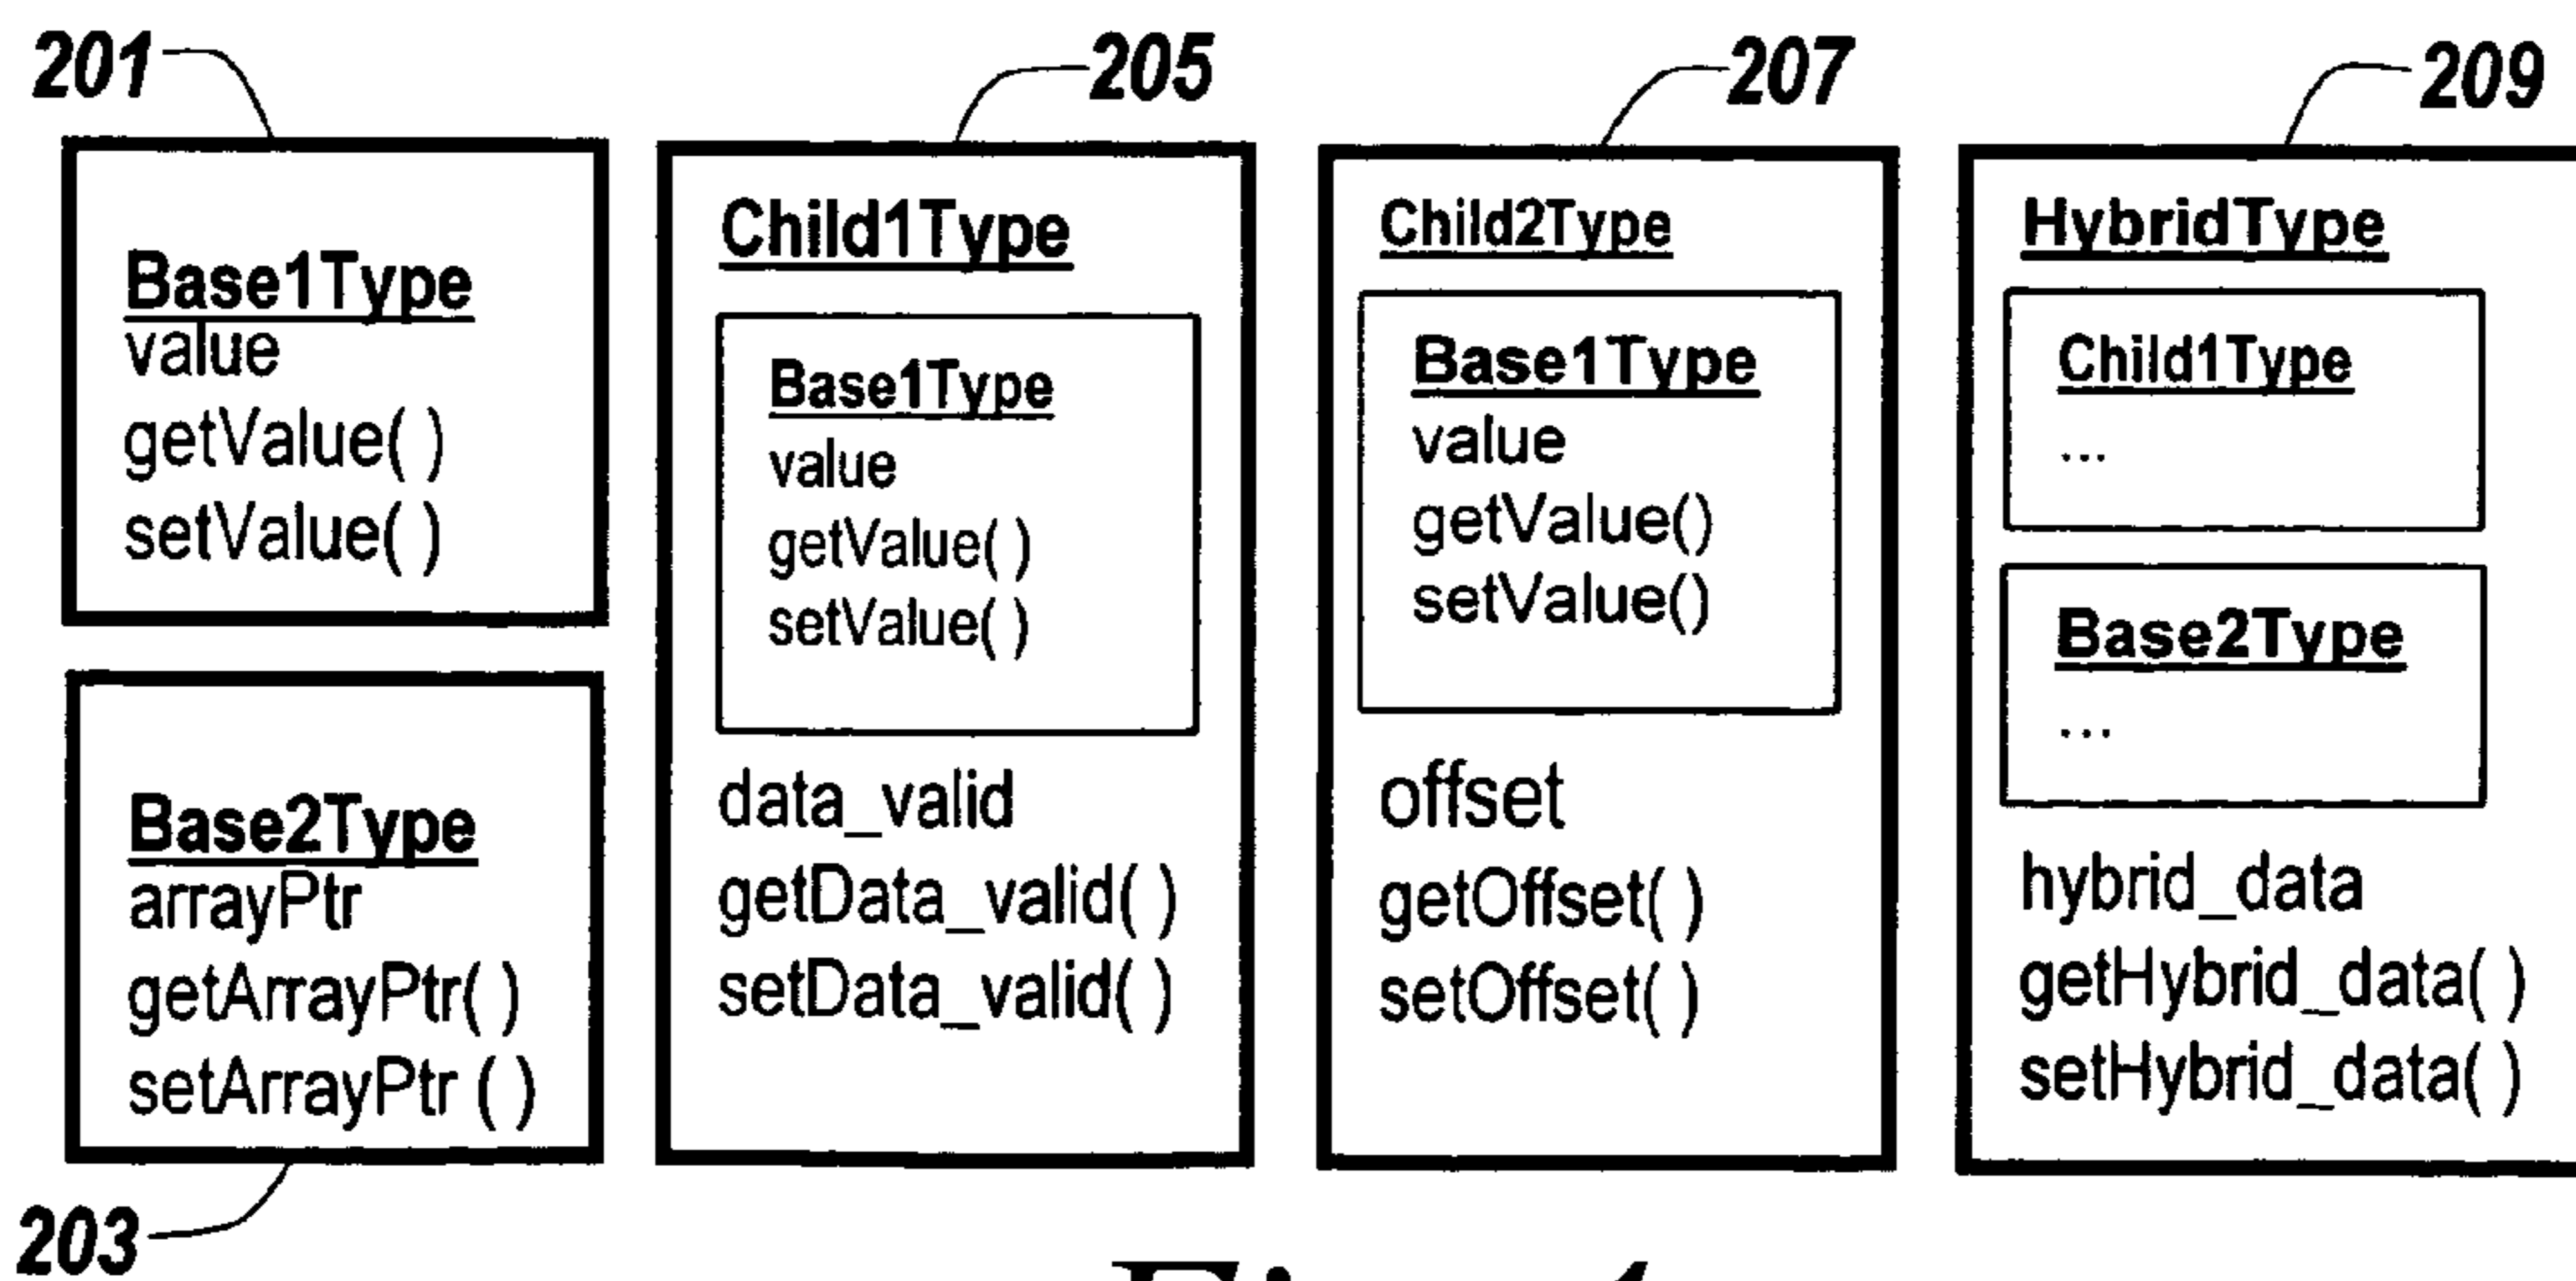 201
Base1Type
value
getValue( )
setValue( )
Base2Type
arrayPtr
getArrayPtr( )
setArrayPtr ( )
203
205
Child1Type
Base1Type
value
getValue( )
setValue( )
data_valid
getData_valid( )
setData_valid( )
207
Child2Type
Base1Type
value
getValue()
setValue()
offset
getOffset( )
setOffset( )
209
HybridType
Child1Type
...
Base2Type
...
hybrid_data
getHybrid_data( )
setHybrid_data( )